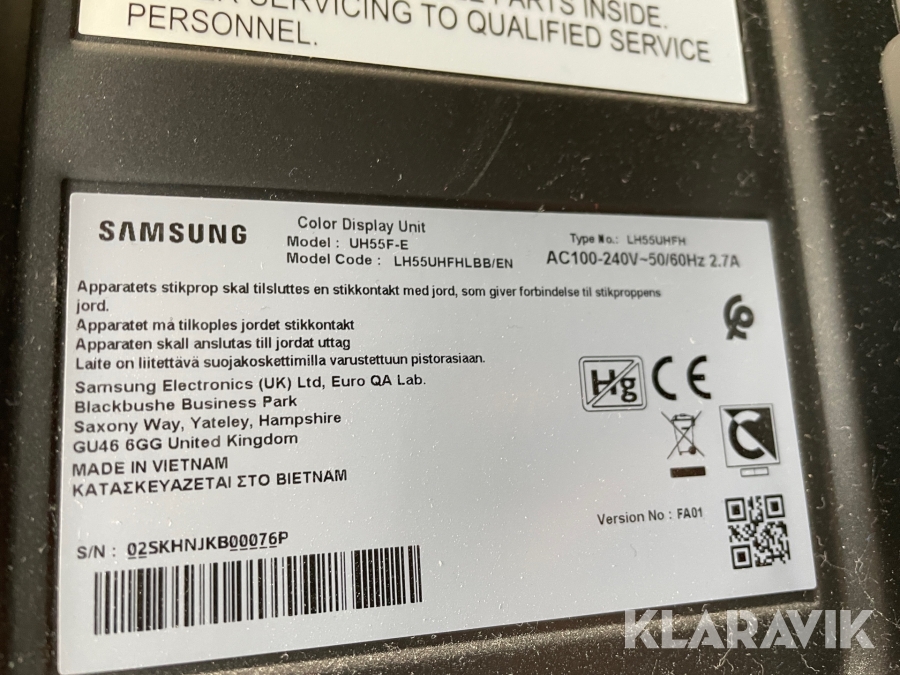 PARTS INSIDE.
SERVICING TO QUALIFIED SERVICE
PERSONNEL.
SAMSUNG
Color Display Unit
Model : UH55F-E
Model Code : LH55UHFHLBB/EN
Type No.: LH55UHFH
AC100-240V~50/60Hz 2.7A
Apparatets stikprop skal tilsluttes en stikkontakt med jord, som giver forbindelse til stikproppens
jord.
Apparatet må tilkoples jordet stikkontakt
Apparaten skall anslutas till jordat uttag
Laite on liitettävä suojakoskettimilla varustettuun pistorasiaan.
Samsung Electronics (UK) Ltd, Euro QA Lab.
Blackbushe Business Park
Saxony Way, Yateley, Hampshire
GU46 6GG United Kingdom
MADE IN VIETNAM
ΚΑΤΑΣΚΕΥΑΖΕΤΑΙ ΣΤΟ ΒΙΕΤΝΑΜ
Hg
CE
Version No : FA01
S/N : 02SKHNJKB00076P
KLARAVIK